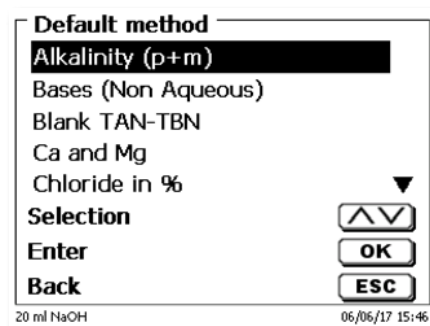 Default method
Alkalinity (p+m)
Bases (Non Aqueous)
Blank TAN-TBN
Ca and Mg
Chloride in %
Selection
Enter OK
Back ESC
20 ml NaOH 06/06/17 15:46